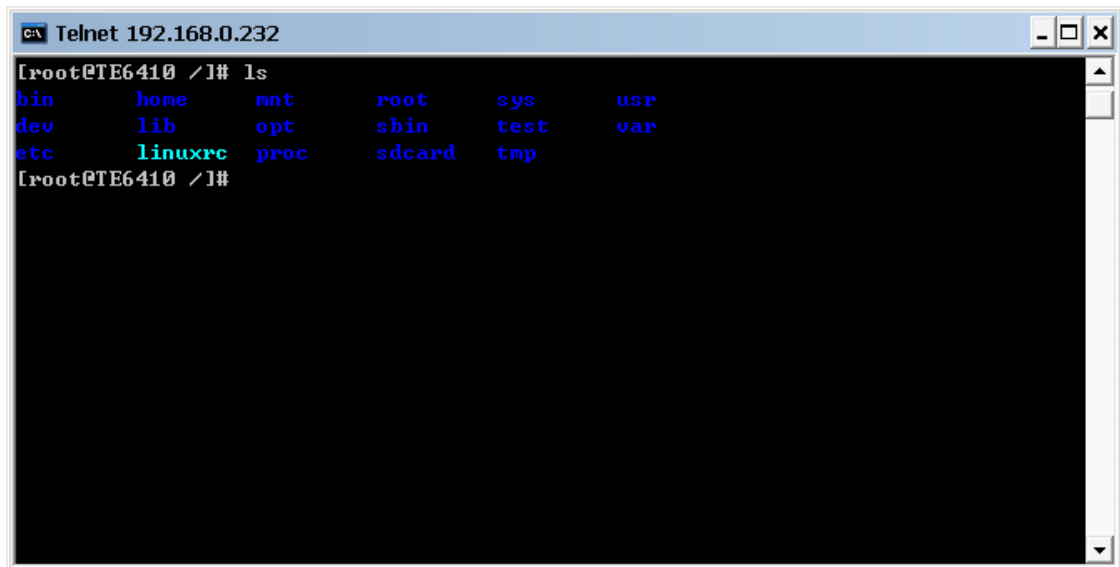 Telnet 192.168.0.232
[root@TE6410 /]# ls
bin home mnt root sys usr
dev lib opt sbin test var
etc linuxrc proc sdcard tmp
[root@TE6410 /]#